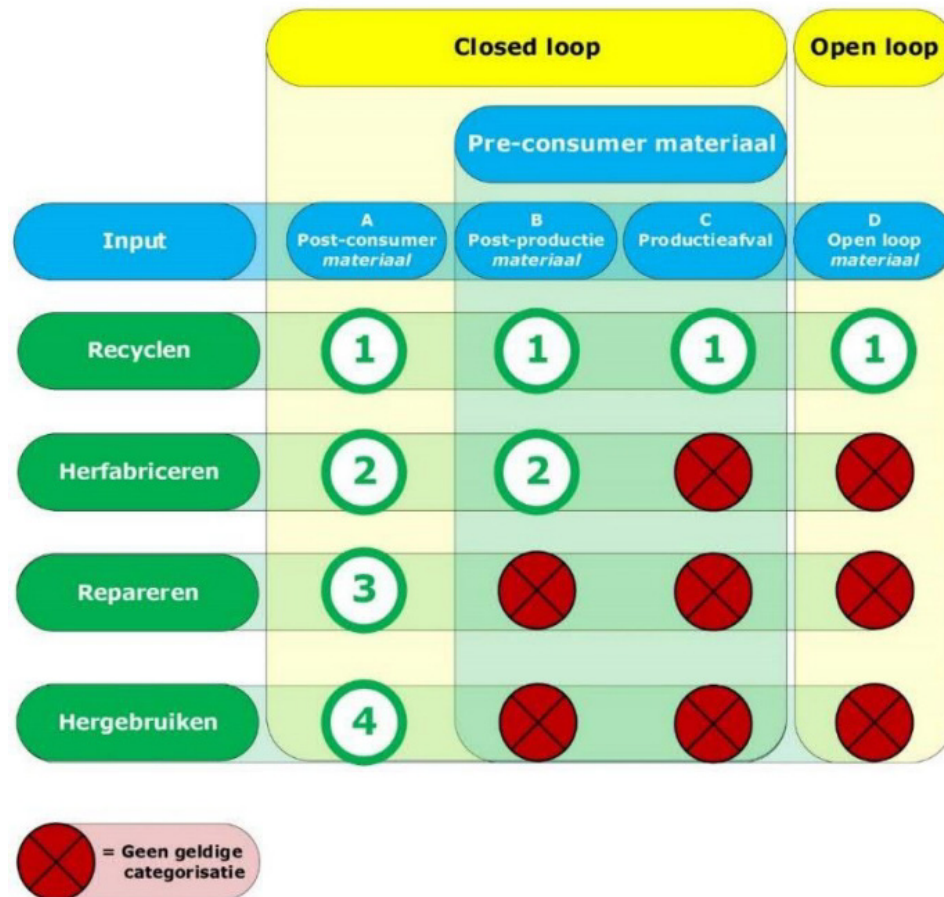 Closed loop
Open loop
Pre-consumer materiaal
Input
A
Post-consumer
materiaal
B
Post-productie
materiaal
C
Productieafval
D
Open loop
materiaal
Recyclen
1
1
1
1
Herfabriceren
2
2
Repareren
3
Hergebruiken
4
= Geen geldige
categorisatie